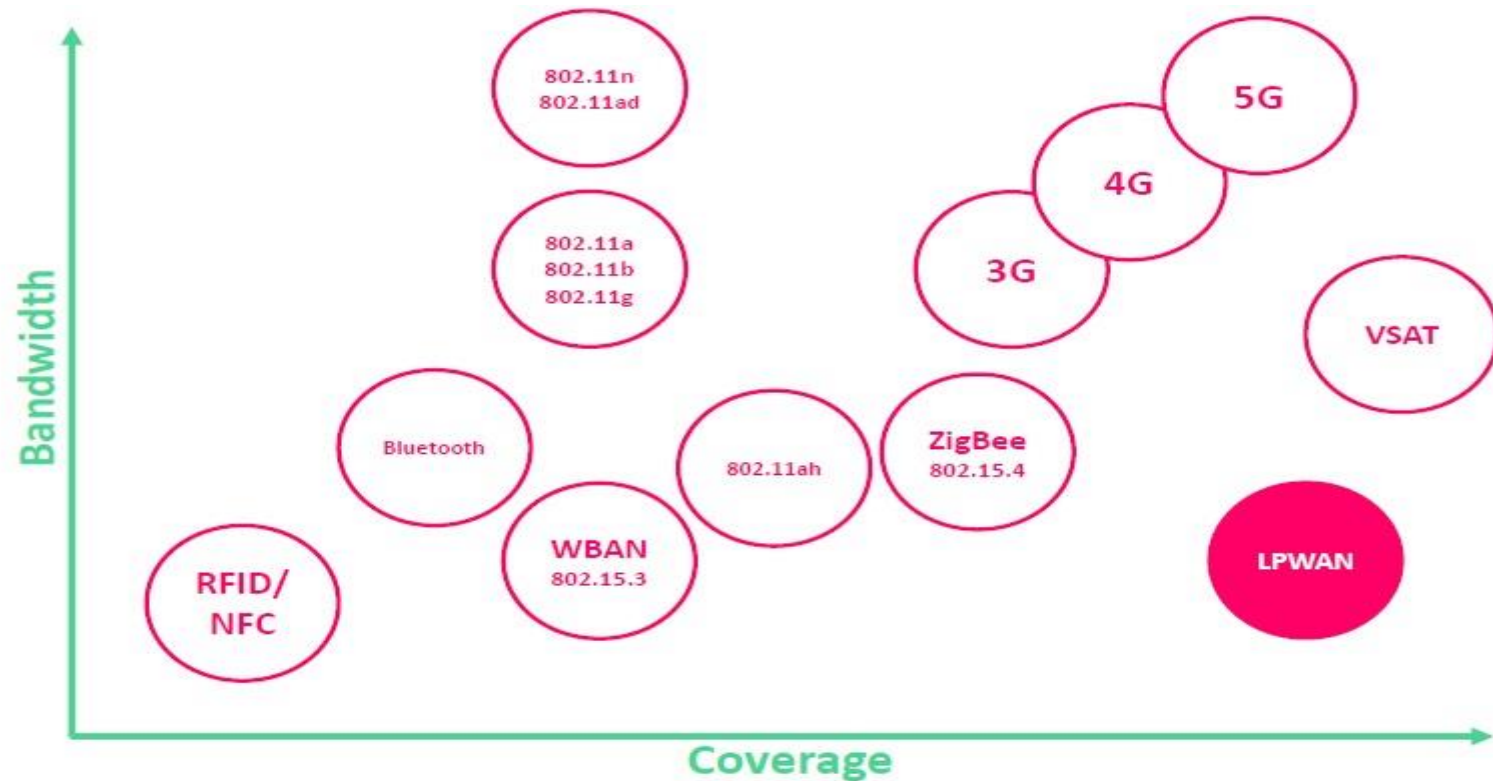 Bandwidth
802.11n
802.11ad
5G
4G
802.11a
802.11b
802.11g
3G
VSAT
Bluetooth
802.11ah
ZigBee
802.15.4
WBAN
802.15.3
LPWAN
RFID/
NFC
Coverage